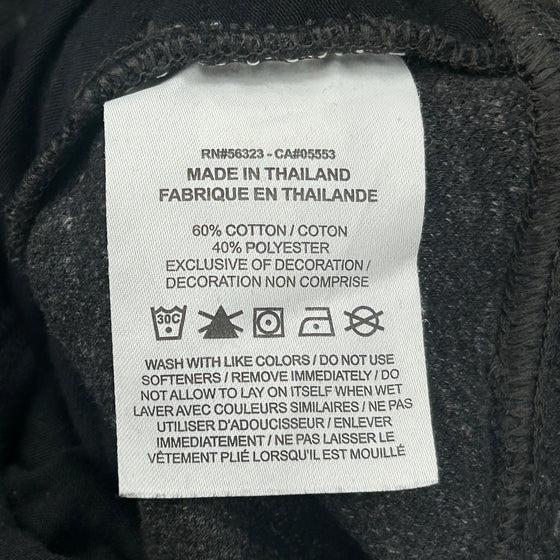 RN#56323 - CA#05553
MADE IN THAILAND
FABRIQUE EN THAILANDE
60% COTTON / COTON
40% POLYESTER
EXCLUSIVE OF DECORATION /
DECORATION NON COMPRISE
30C
WASH WITH LIKE COLORS / DO NOT USE
SOFTENERS / REMOVE IMMEDIATELY / DO
NOT ALLOW TO LAY ON ITSELF WHEN WET
LAVER AVEC COULEURS SIMILAIRES / NE PAS
UTILISER D'ADOUCISSEUR / ENLEVER
IMMEDIATEMENT / NE PAS LAISSER LE
VÊTEMENT PLIÉ LORSQU'IL EST MOUILLÉ